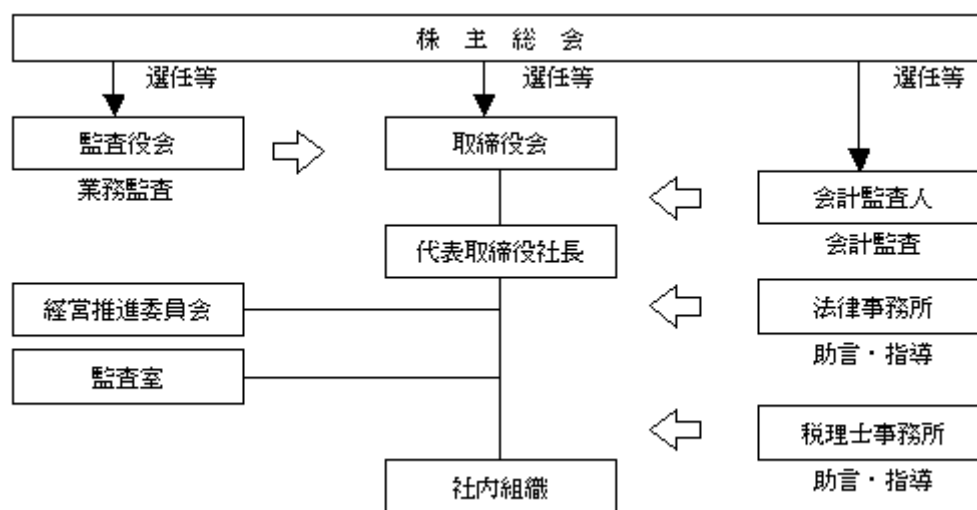 株 主 総 会
選任等
選任等
選任等
監査役会
取締役会
業務監査
会計監査人
会計監査
代表取締役社長
経営推進委員会
法律事務所
助言・指導
監査室
税理士事務所
助言・指導
社内組織